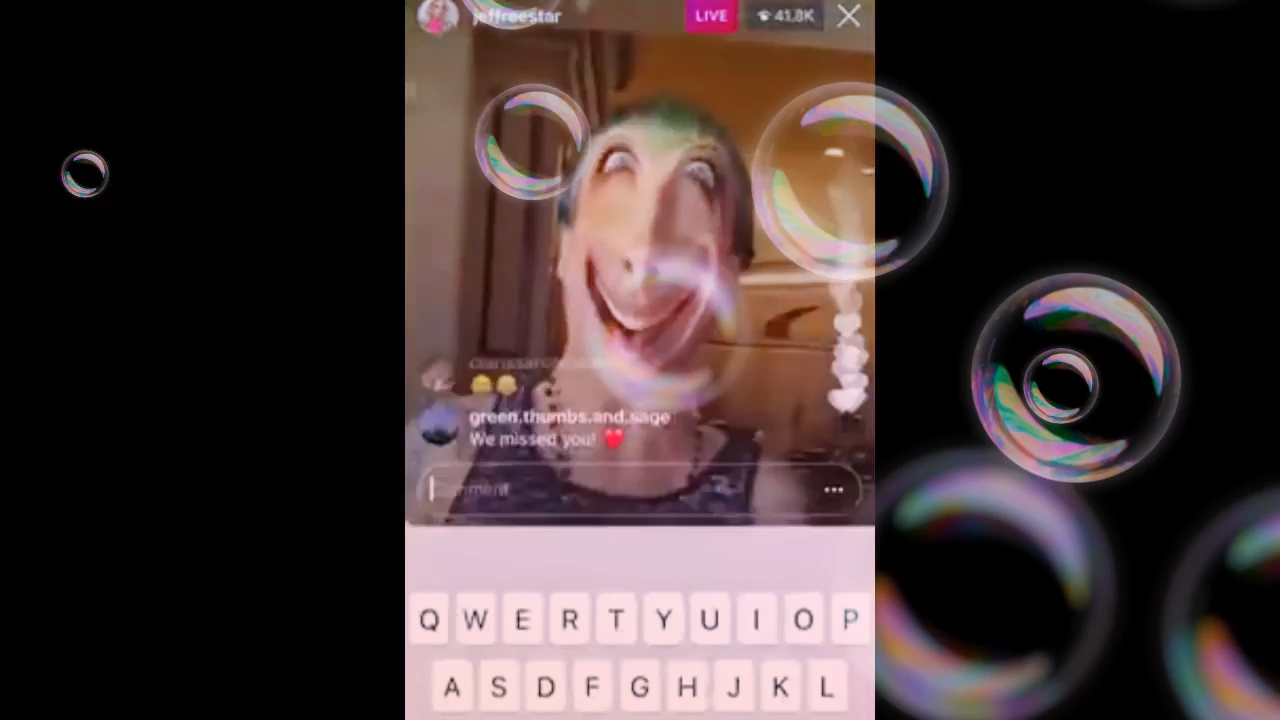 jeffreestar
LIVE
41.8K
green.thumbs.and.sage
We missed you! ❤️
Q W E R T Y U I O P
A S D F G H J K L